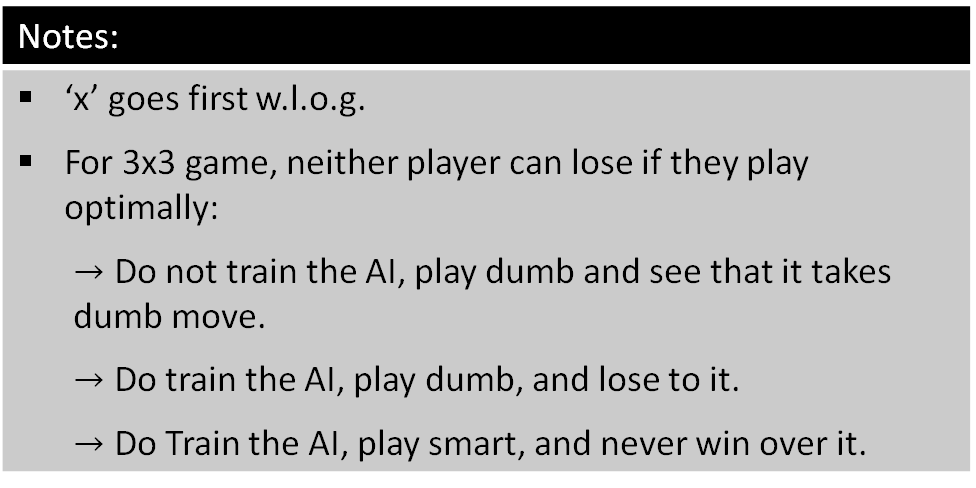 Notes:
▪ ‘x’ goes first w.l.o.g.
▪ For 3x3 game, neither player can lose if they play
optimally:
→ Do not train the AI, play dumb and see that it takes
dumb move.
→ Do train the AI, play dumb, and lose to it.
→ Do Train the AI, play smart, and never win over it.